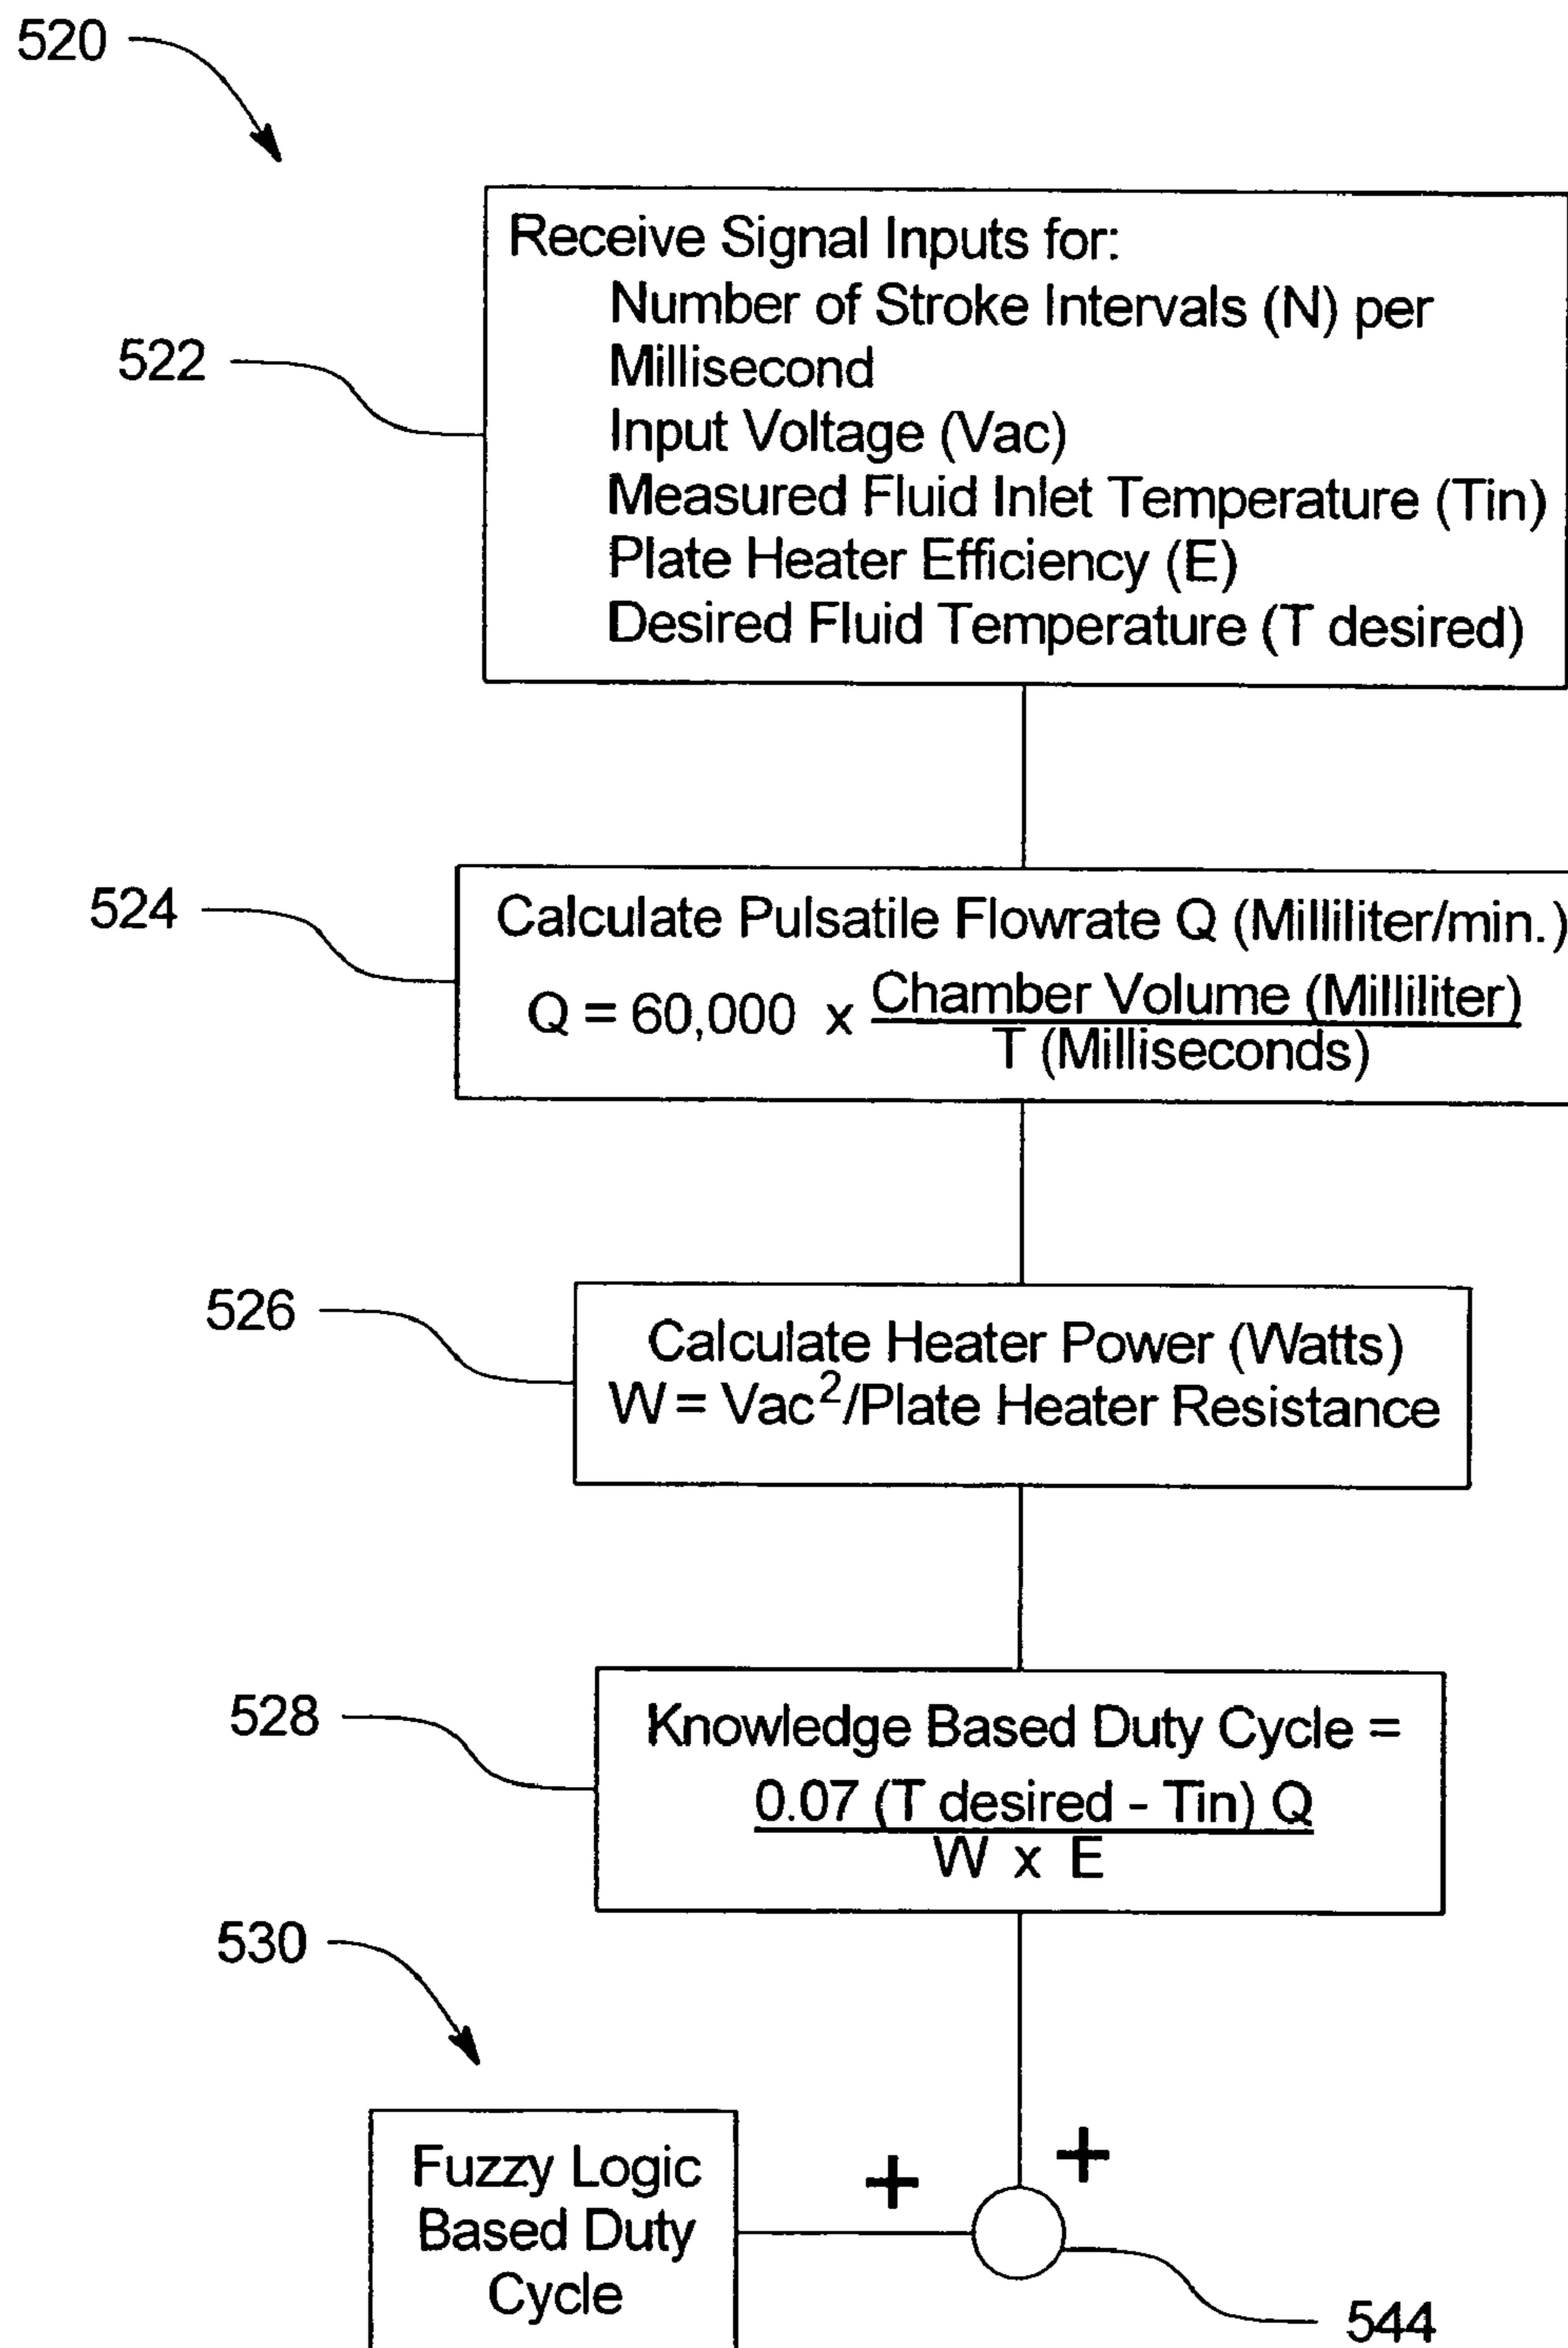 520
Receive Signal Inputs for:
Number of Stroke Intervals (N) per
Millisecond
522
Input Voltage (Vac)
Measured Fluid Inlet Temperature (Tin)
Plate Heater Efficiency (E)
Desired Fluid Temperature (T desired)
524
Calculate Pulsatile Flowrate Q (Milliliter/min.)
Q = 60,000 x Chamber Volume (Milliliter)
T (Milliseconds)
526
Calculate Heater Power (Watts)
W = Vac²/Plate Heater Resistance
528
Knowledge Based Duty Cycle =
0.07 (T desired - Tin) Q
W x E
530
+
+
Fuzzy Logic
Based Duty
Cycle
544